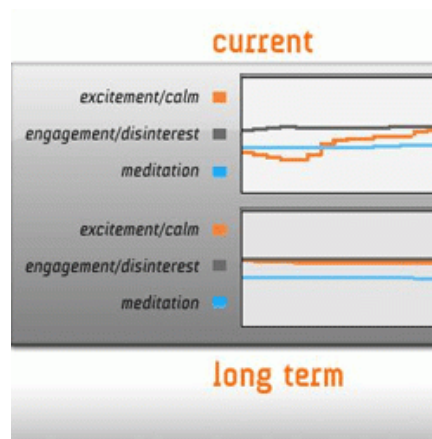 current
excitement/calm
engagement/disinterest
meditation
excitement/calm
engagement/disinterest
meditation
long term